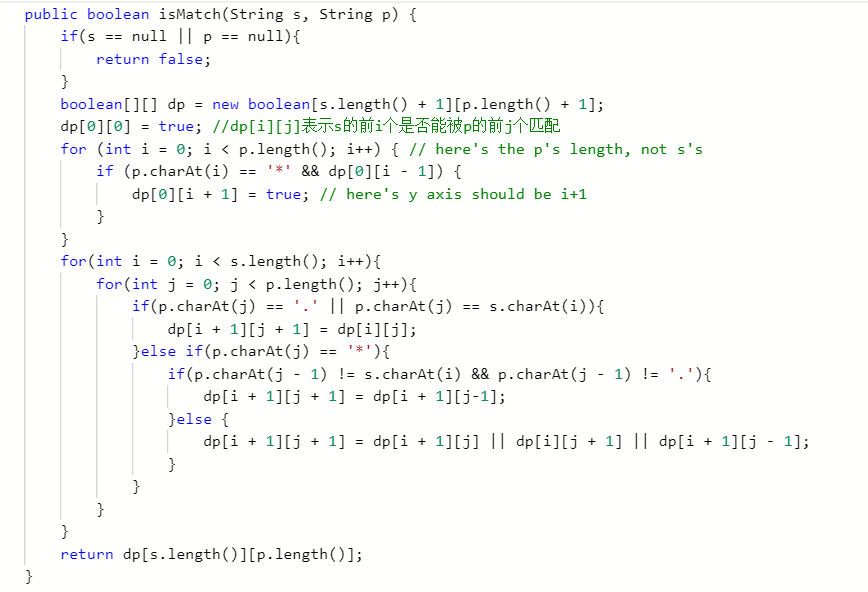 public boolean isMatch(String s, String p) {
    if(s == null || p == null){
        return false;
    }
    boolean[][] dp = new boolean[s.length() + 1][p.length() + 1];
    dp[0][0] = true; //dp[i][j]表示s的前i个是否能被p的前j个匹配
    for (int i = 0; i < p.length(); i++) { // here's the p's length, not s's
        if (p.charAt(i) == '*' && dp[0][i - 1]) {
            dp[0][i + 1] = true; // here's y axis should be i+1
        }
    }
    for(int i = 0; i < s.length(); i++){
        for(int j = 0; j < p.length(); j++){
            if(p.charAt(j) == '.' || p.charAt(j) == s.charAt(i)){
                dp[i + 1][j + 1] = dp[i][j];
            }else if(p.charAt(j) == '*'){
                if(p.charAt(j - 1) != s.charAt(i) && p.charAt(j - 1) != '.'){
                    dp[i + 1][j + 1] = dp[i + 1][j-1];
                }else {
                    dp[i + 1][j + 1] = dp[i + 1][j] || dp[i][j + 1] || dp[i + 1][j - 1];
                }
            }
        }
    }
    return dp[s.length()][p.length()];
}